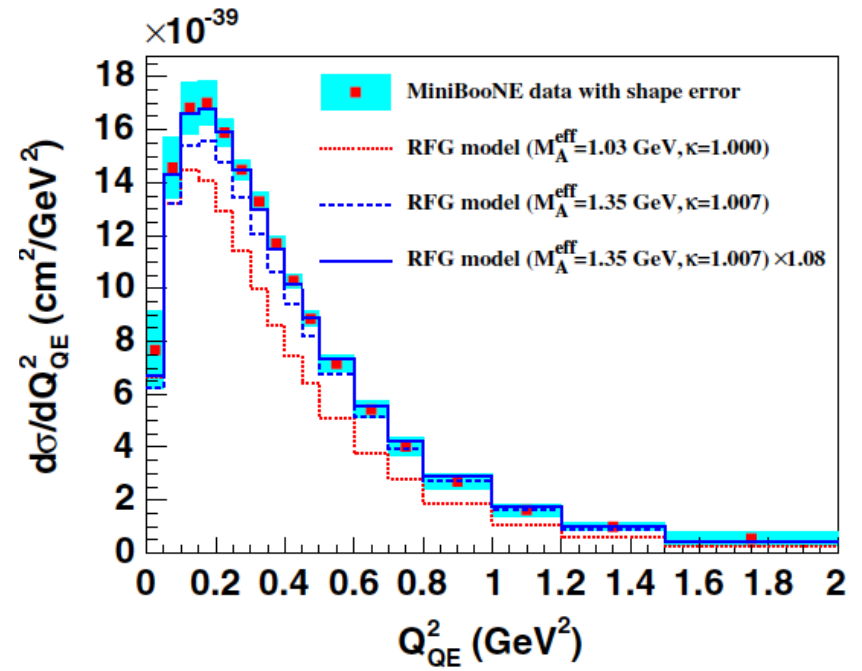 ×10⁻³⁹
18
16
14
12
10
8
6
4
2
0
dσ/dQ²_QE (cm²/GeV²)
MiniBooNE data with shape error
RFG model (M_A^eff=1.03 GeV,κ=1.000)
RFG model (M_A^eff=1.35 GeV,κ=1.007)
RFG model (M_A^eff=1.35 GeV,κ=1.007) ×1.08
0 0.2 0.4 0.6 0.8 1 1.2 1.4 1.6 1.8 2
Q²_QE (GeV²)